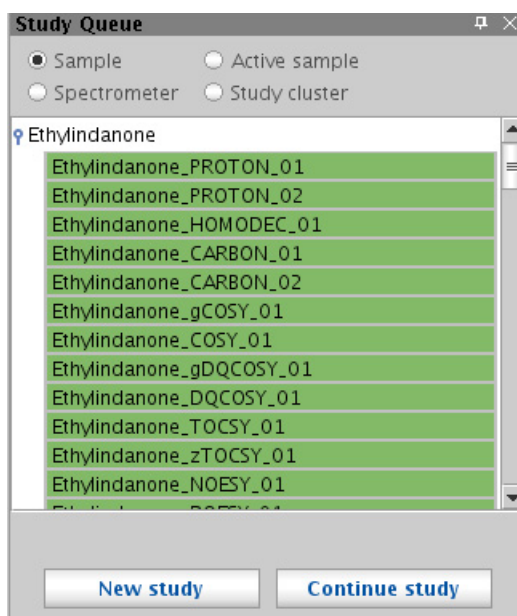 Study Queue
Sample Active sample
Spectrometer Study cluster
Ethylindanone
Ethylindanone_PROTON_01
Ethylindanone_PROTON_02
Ethylindanone_HOMODEC_01
Ethylindanone_CARBON_01
Ethylindanone_CARBON_02
Ethylindanone_gCOSY_01
Ethylindanone_COSY_01
Ethylindanone_gDQCOSY_01
Ethylindanone_DQCOSY_01
Ethylindanone_TOCSY_01
Ethylindanone_zTOCSY_01
Ethylindanone_NOESY_01
New study Continue study